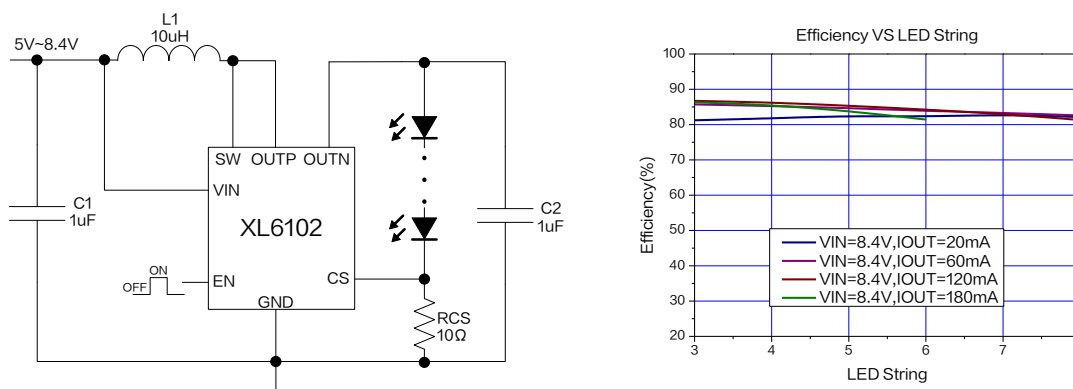 L1
10uH
5V~8.4V
SW
OUTP
OUTN
VIN
XL6102
C1
1uF
C2
1uF
ON
OFF
EN
CS
GND
RCS
10Ω
Efficiency VS LED String
100
90
80
70
60
50
40
30
20
Efficiency(%)
VIN=8.4V,IOUT=20mA
VIN=8.4V,IOUT=60mA
VIN=8.4V,IOUT=120mA
VIN=8.4V,IOUT=180mA
3
4
5
6
7
LED String